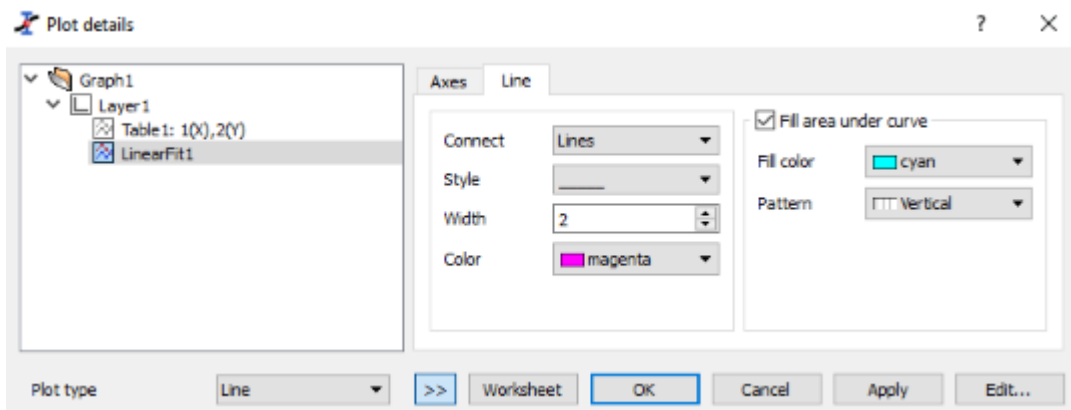 Plot details
?
Graph1
Layer1
Table1: 1(X),2(Y)
LinearFit1
Axes
Line
Connect
Lines
Style
Width
2
Color
magenta
Fill area under curve
Fill color
cyan
Pattern
Vertical
Plot type
Line
>>
Worksheet
OK
Cancel
Apply
Edit...